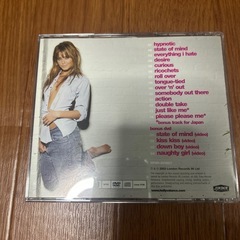 hypnotic
state of mind
everything i hate
desire
curious
ricochets
roll over
tongue-tied
over 'n' out
somebody out there
action
double take
just like me*
please please me*
*bonus track for Japan
bonus dvd
state of mind (video)
kiss kiss (video)
down boy (video)
naughty girl (video)